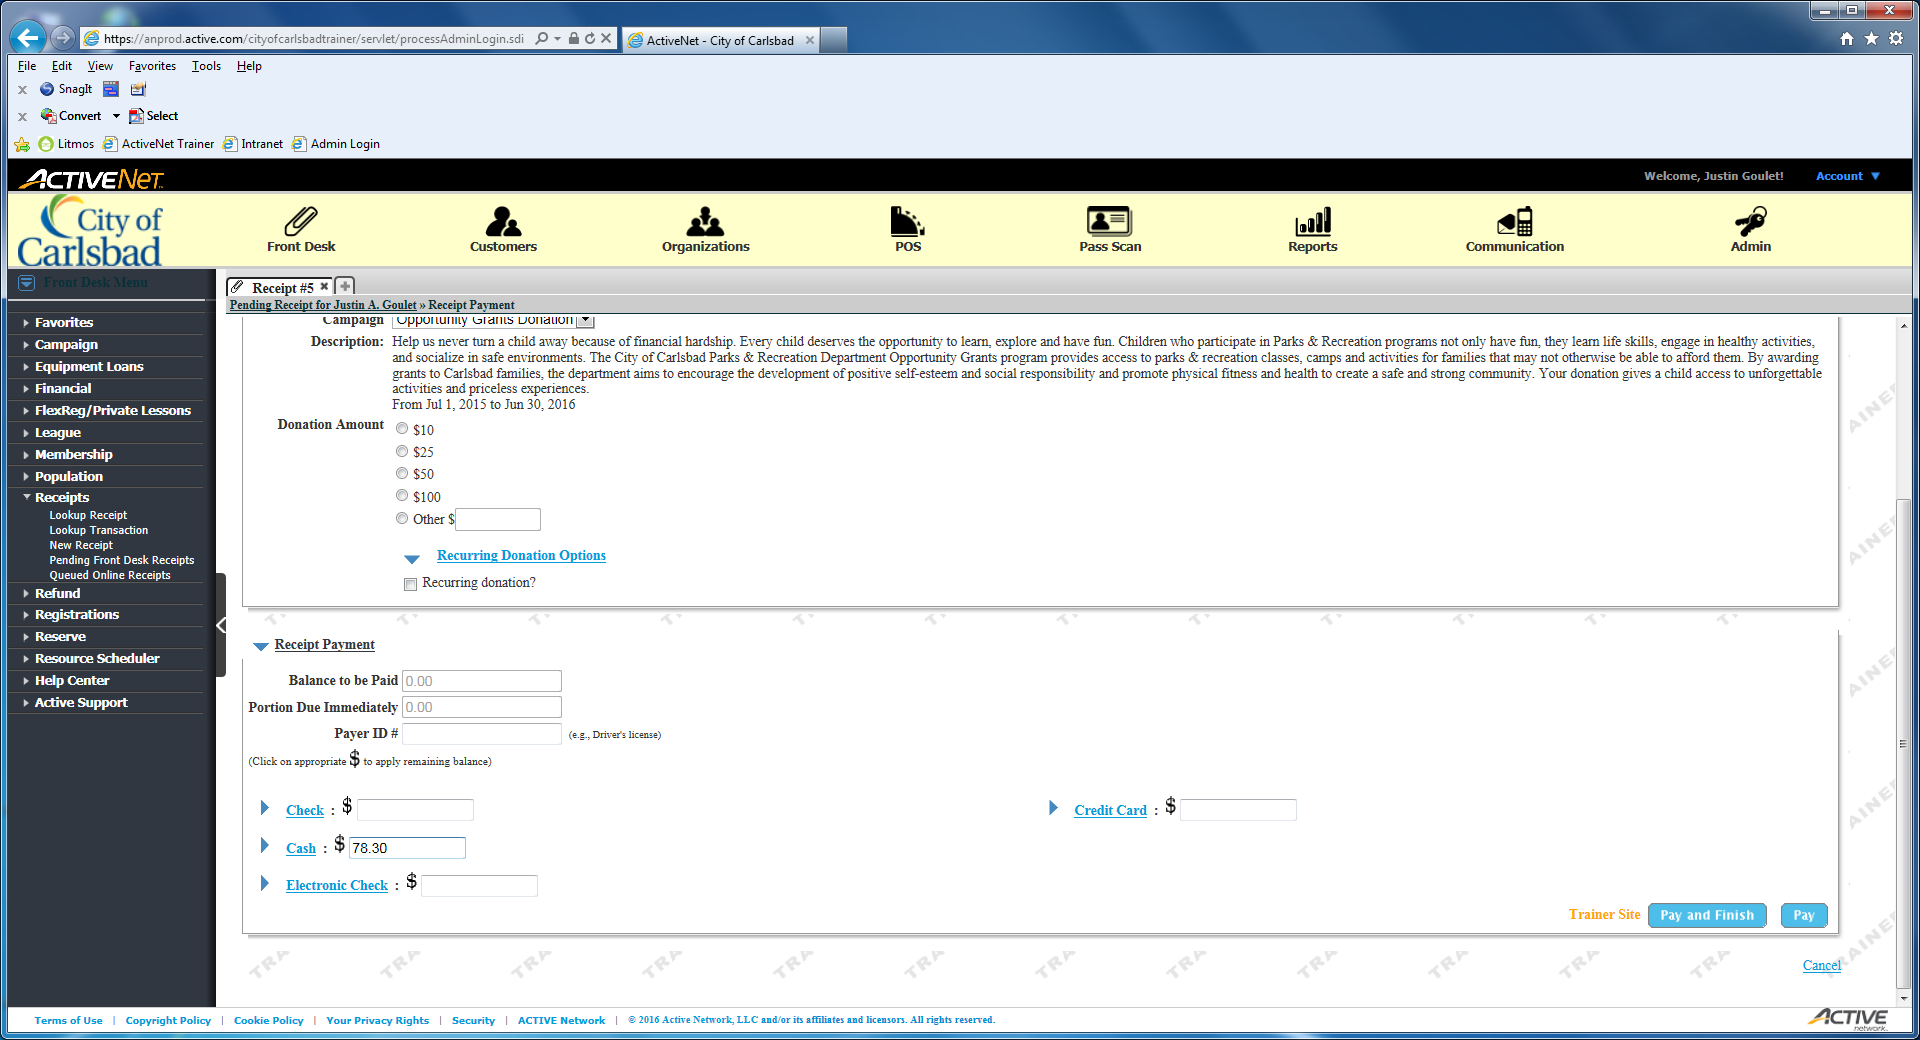 https://anprod.active.com/cityofcarlsbadtrainer/servlet/processAdminLogin.sdi
ActiveNet - City of Carlsbad
File Edit View Favorites Tools Help
SnagIt
Convert Select
Litmos ActiveNet Trainer Intranet Admin Login
ACTIVENET
Welcome, Justin Goulet! Account
City of
Carlsbad
Front Desk Customers Organizations POS Pass Scan Reports Communication Admin
Front Desk Menu
Receipt #5
Pending Receipt for Justin A. Goulet » Receipt Payment
Favorites
Campaign
Equipment Loans
Financial
FlexReg/Private Lessons
League
Membership
Population
Receipts
Lookup Receipt
Lookup Transaction
New Receipt
Pending Front Desk Receipts
Queued Online Receipts
Refund
Registrations
Reserve
Resource Scheduler
Help Center
Active Support
Campaign Opportunity Grants Donation
Description: Help us never turn a child away because of financial hardship. Every child deserves the opportunity to learn, explore and have fun. Children who participate in Parks & Recreation programs not only have fun, they learn life skills, engage in healthy activities,
and socialize in safe environments. The City of Carlsbad Parks & Recreation Department Opportunity Grants program provides access to parks & recreation classes, camps and activities for families that may not otherwise be able to afford them. By awarding
grants to Carlsbad families, the department aims to encourage the development of positive self-esteem and social responsibility and promote physical fitness and health to create a safe and strong community. Your donation gives a child access to unforgettable
activities and priceless experiences.
From Jul 1, 2015 to Jun 30, 2016
Donation Amount
$10
$25
$50
$100
Other $
Recurring Donation Options
Recurring donation?
Receipt Payment
Balance to be Paid 0.00
Portion Due Immediately 0.00
Payer ID # (e.g., Driver's license)
(Click on appropriate $ to apply remaining balance)
Check : $
Credit Card : $
Cash : $ 78.30
Electronic Check : $
Trainer Site Pay and Finish Pay
Cancel
Terms of Use | Copyright Policy | Cookie Policy | Your Privacy Rights | Security | ACTIVE Network | © 2016 Active Network, LLC and/or its affiliates and licensors. All rights reserved.
ACTIVE
network